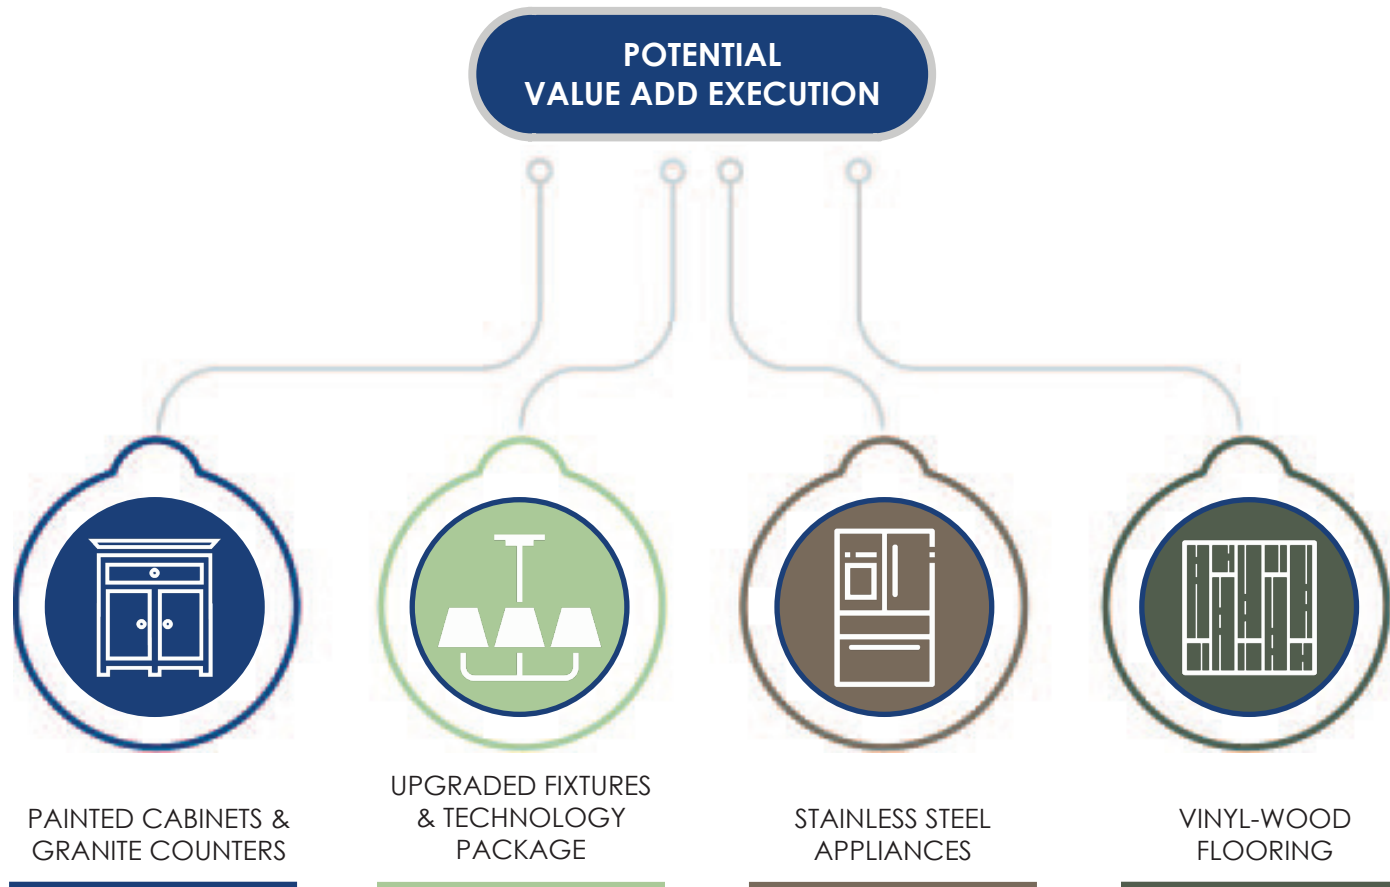 POTENTIAL
VALUE ADD EXECUTION
PAINTED CABINETS &
GRANITE COUNTERS
UPGRADED FIXTURES
& TECHNOLOGY
PACKAGE
STAINLESS STEEL
APPLIANCES
VINYL-WOOD
FLOORING